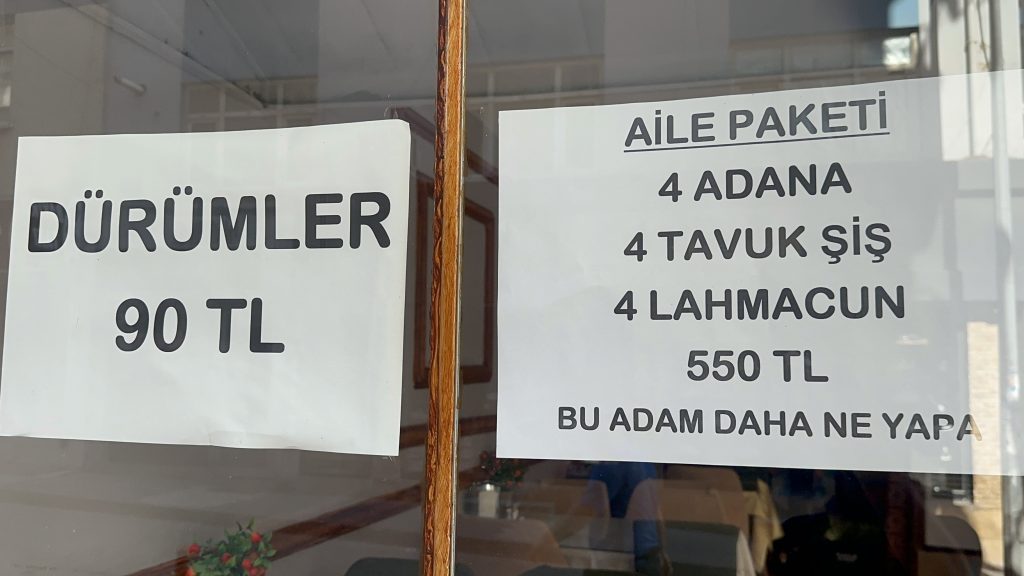 DÜRÜMLER
90 TL
AİLE PAKETİ
4 ADANA
4 TAVUK ŞİŞ
4 LAHMACUN
550 TL
BU ADAM DAHA NE YAPA